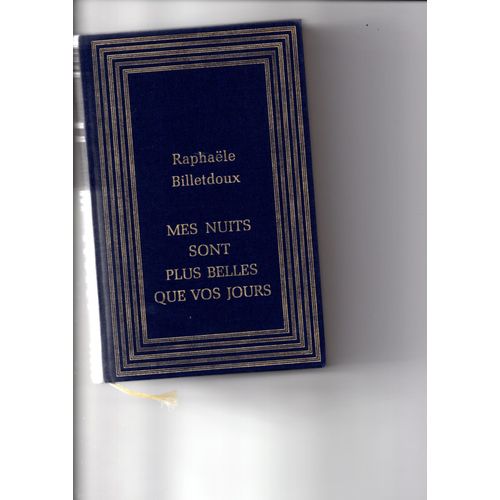 Raphaële
Billetdoux
MES NUITS
SONT
PLUS BELLES
QUE VOS JOURS